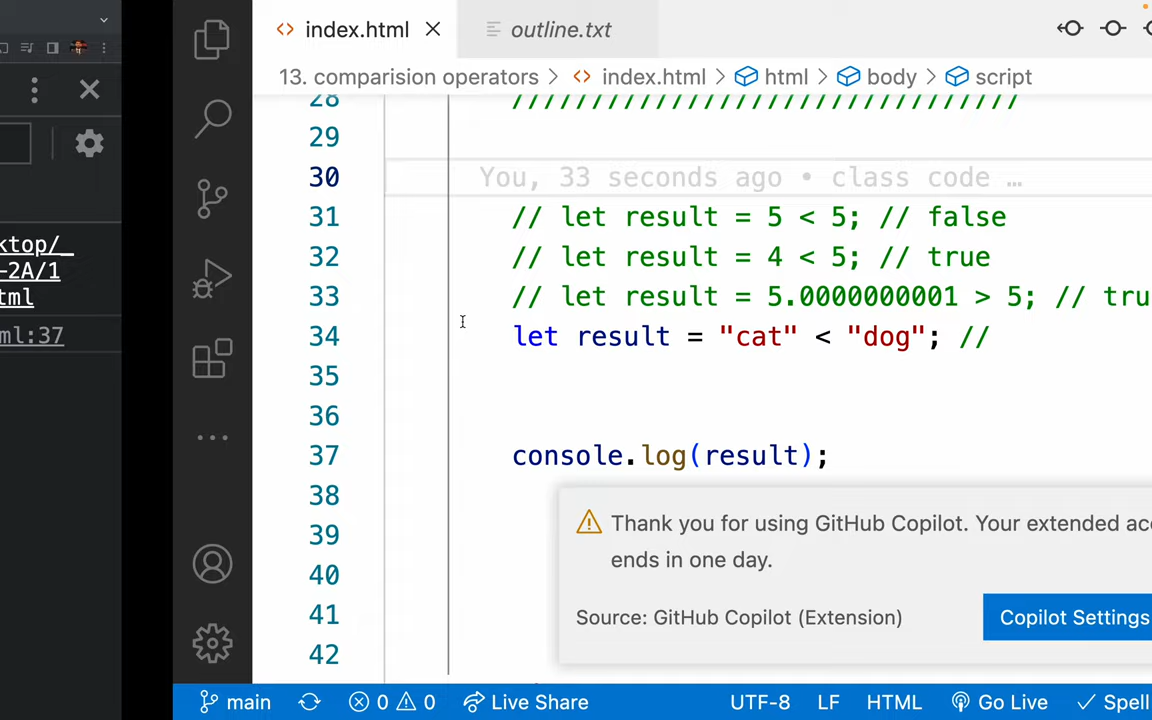 ktop/_
-2A/1
tml
ml:37
index.html
outline.txt
13. comparision operators > index.html > html > body > script
28 ////////////////////////////////
29
30 You, 33 seconds ago • class code …
31 // let result = 5 < 5; // false
32 // let result = 4 < 5; // true
33 // let result = 5.0000000001 > 5; // tru
34 let result = "cat" < "dog"; //
35
36
37 console.log(result);
38
39
40
41
42
Thank you for using GitHub Copilot. Your extended acc
ends in one day.
Source: GitHub Copilot (Extension)
Copilot Settings
main 0 0 Live Share UTF-8 LF HTML Go Live Spell